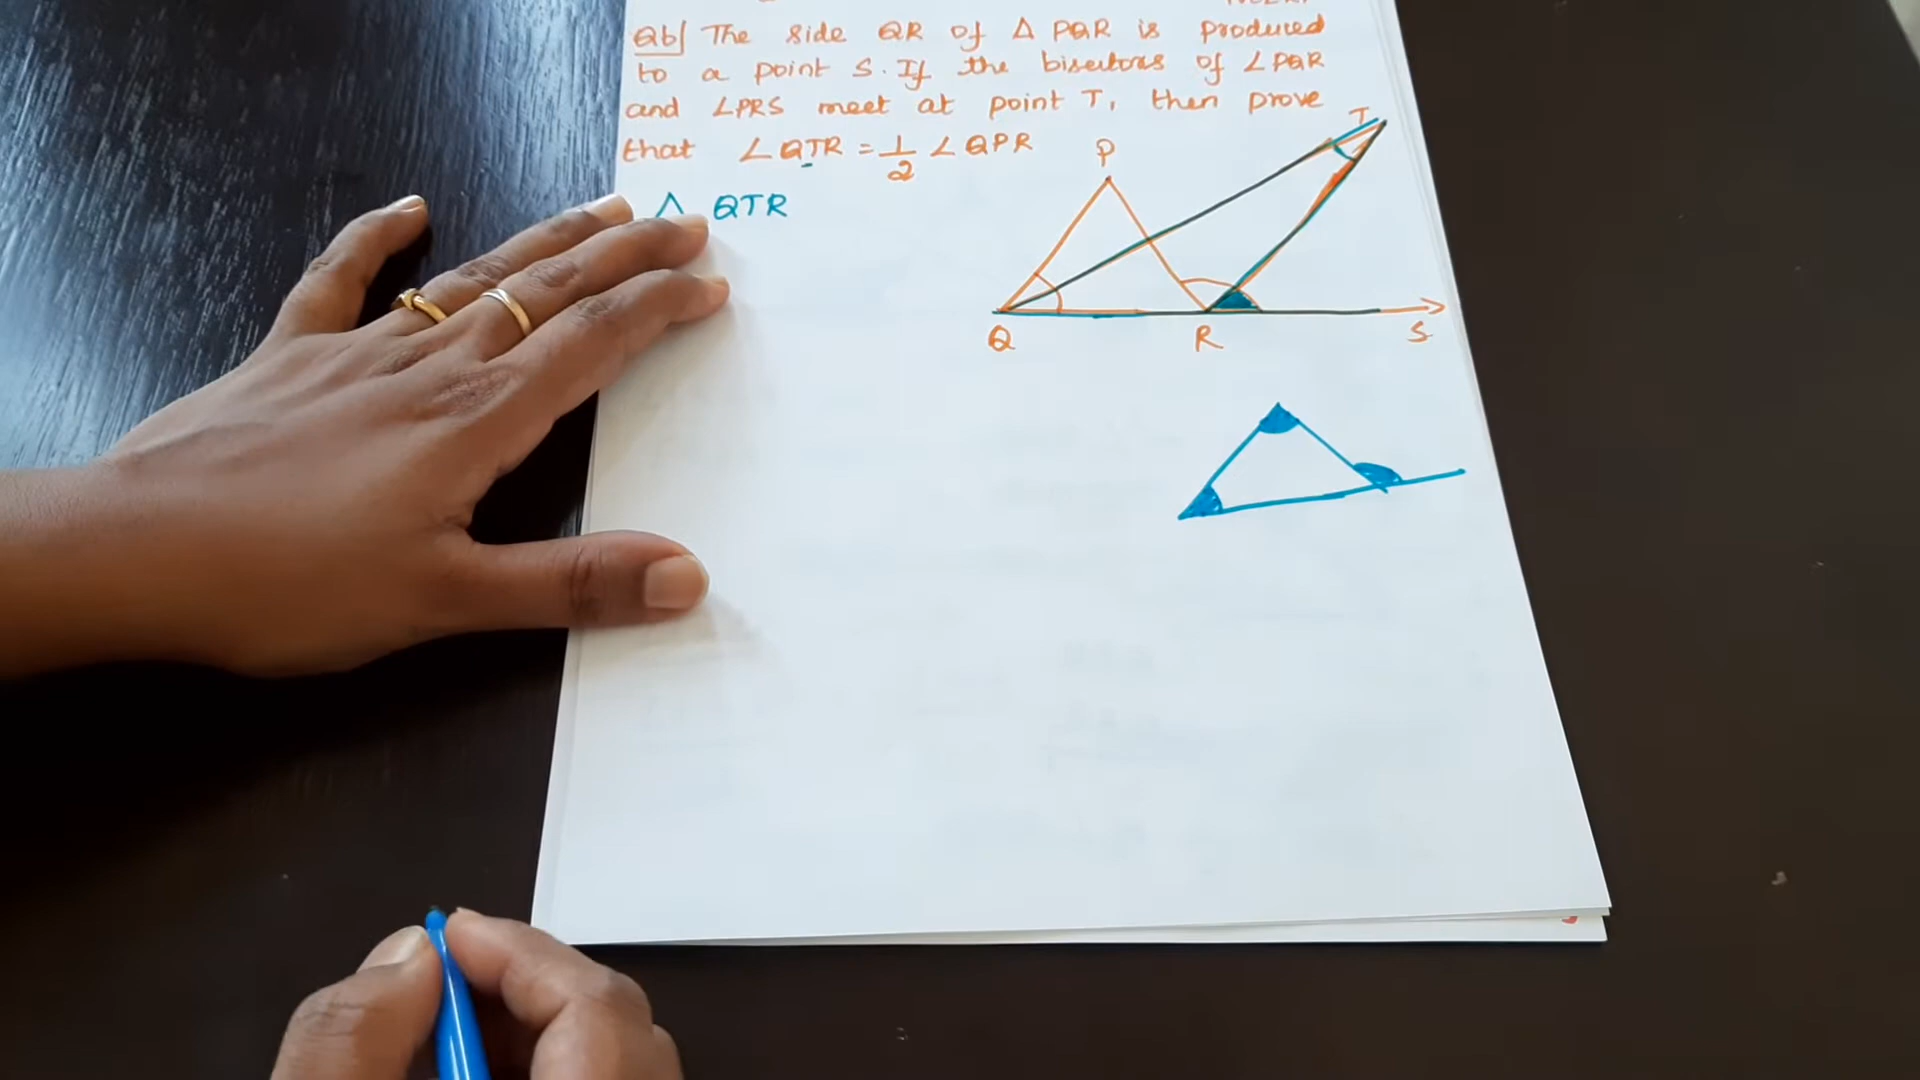 Q6| The side QR of Δ PQR is produced
to a point S. If the bisectors of ∠PQR
and ∠PRS meet at point T, then prove
that ∠QTR = 1/2 ∠QPR
Δ QTR
T
P
Q
R
S